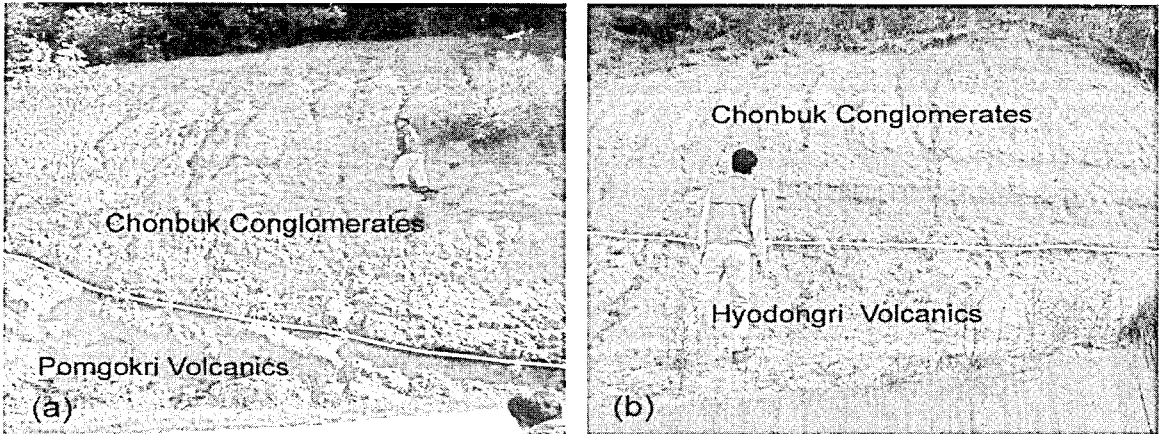 Chonbuk Conglomerates
Pomgokri Volcanics
(a)
Chonbuk Conglomerates
Hyodongri Volcanics
(b)